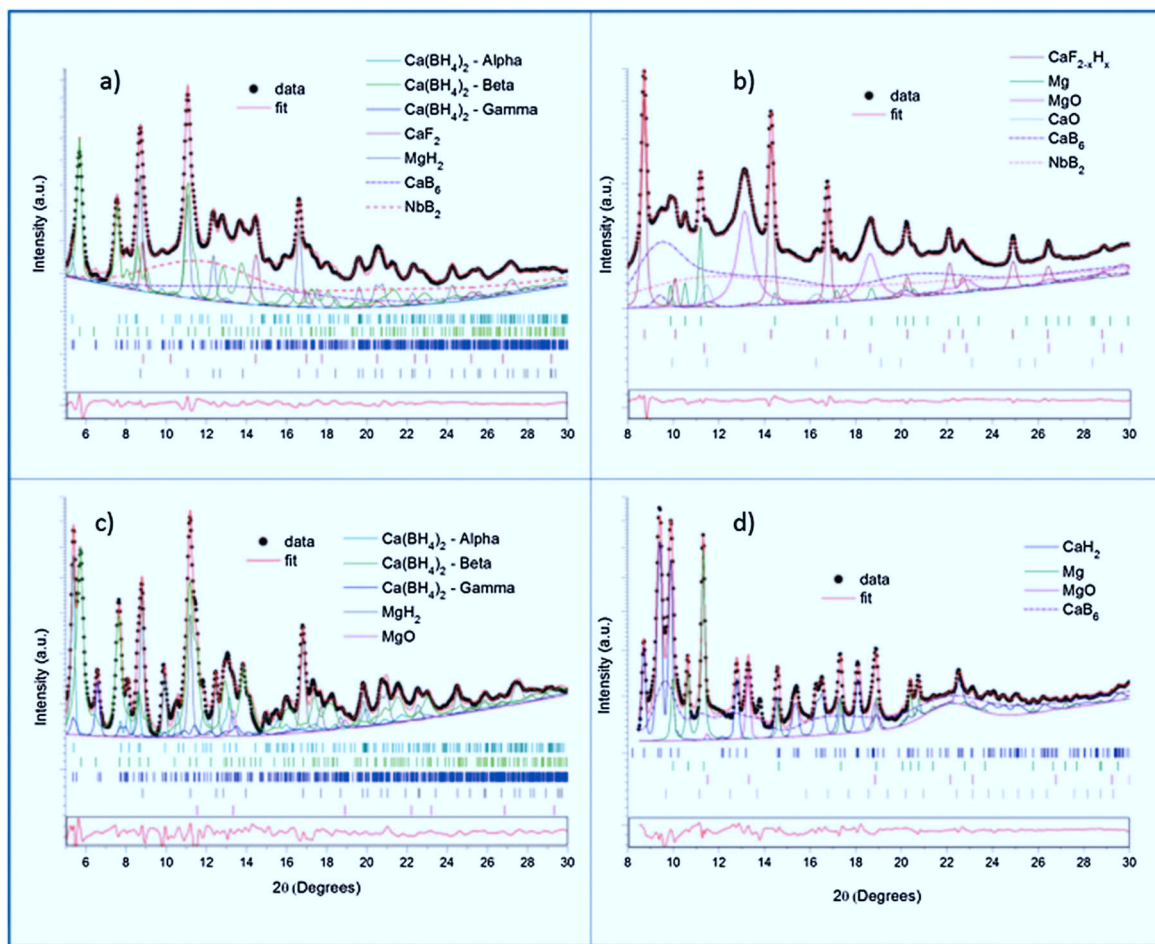 a)
data
fit
Ca(BH4)2 - Alpha
Ca(BH4)2 - Beta
Ca(BH4)2 - Gamma
CaF2
MgH2
CaB6
NbB2
Intensity (a.u.)
6 8 10 12 14 16 18 20 22 24 26 28 30
b)
data
fit
CaF2-xHx
Mg
MgO
CaO
CaB6
NbB2
Intensity (a.u.)
8 10 12 14 16 18 20 22 24 26 28 30
c)
data
fit
Ca(BH4)2 - Alpha
Ca(BH4)2 - Beta
Ca(BH4)2 - Gamma
MgH2
MgO
Intensity (a.u.)
6 8 10 12 14 16 18 20 22 24 26 28 30
2θ (Degrees)
d)
data
fit
CaH2
Mg
MgO
CaB6
Intensity (a.u.)
8 10 12 14 16 18 20 22 24 26 28 30
2θ (Degrees)